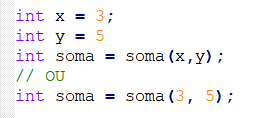 int x = 3;
int y = 5
int soma = soma(x,y);
// OU
int soma = soma(3, 5);